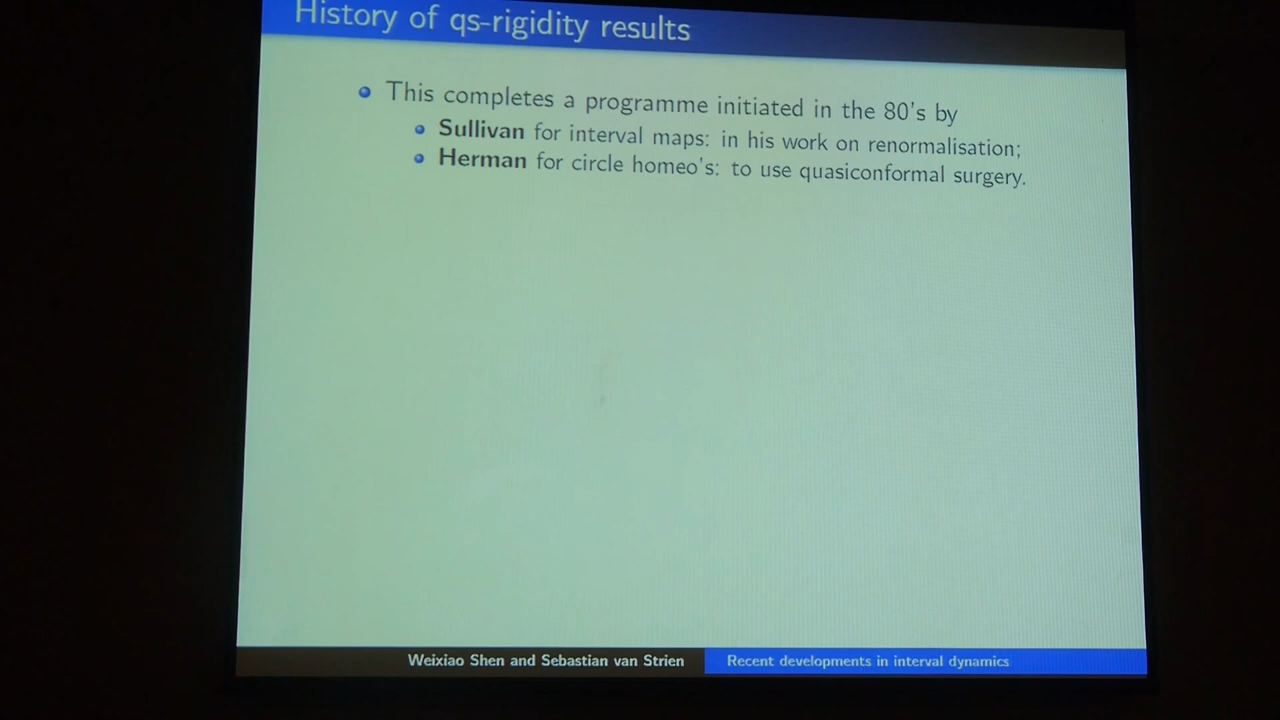 History of qs-rigidity results
This completes a programme initiated in the 80's by
Sullivan for interval maps: in his work on renormalisation;
Herman for circle homeo's: to use quasiconformal surgery.
Weixiao Shen and Sebastian van Strien
Recent developments in interval dynamics